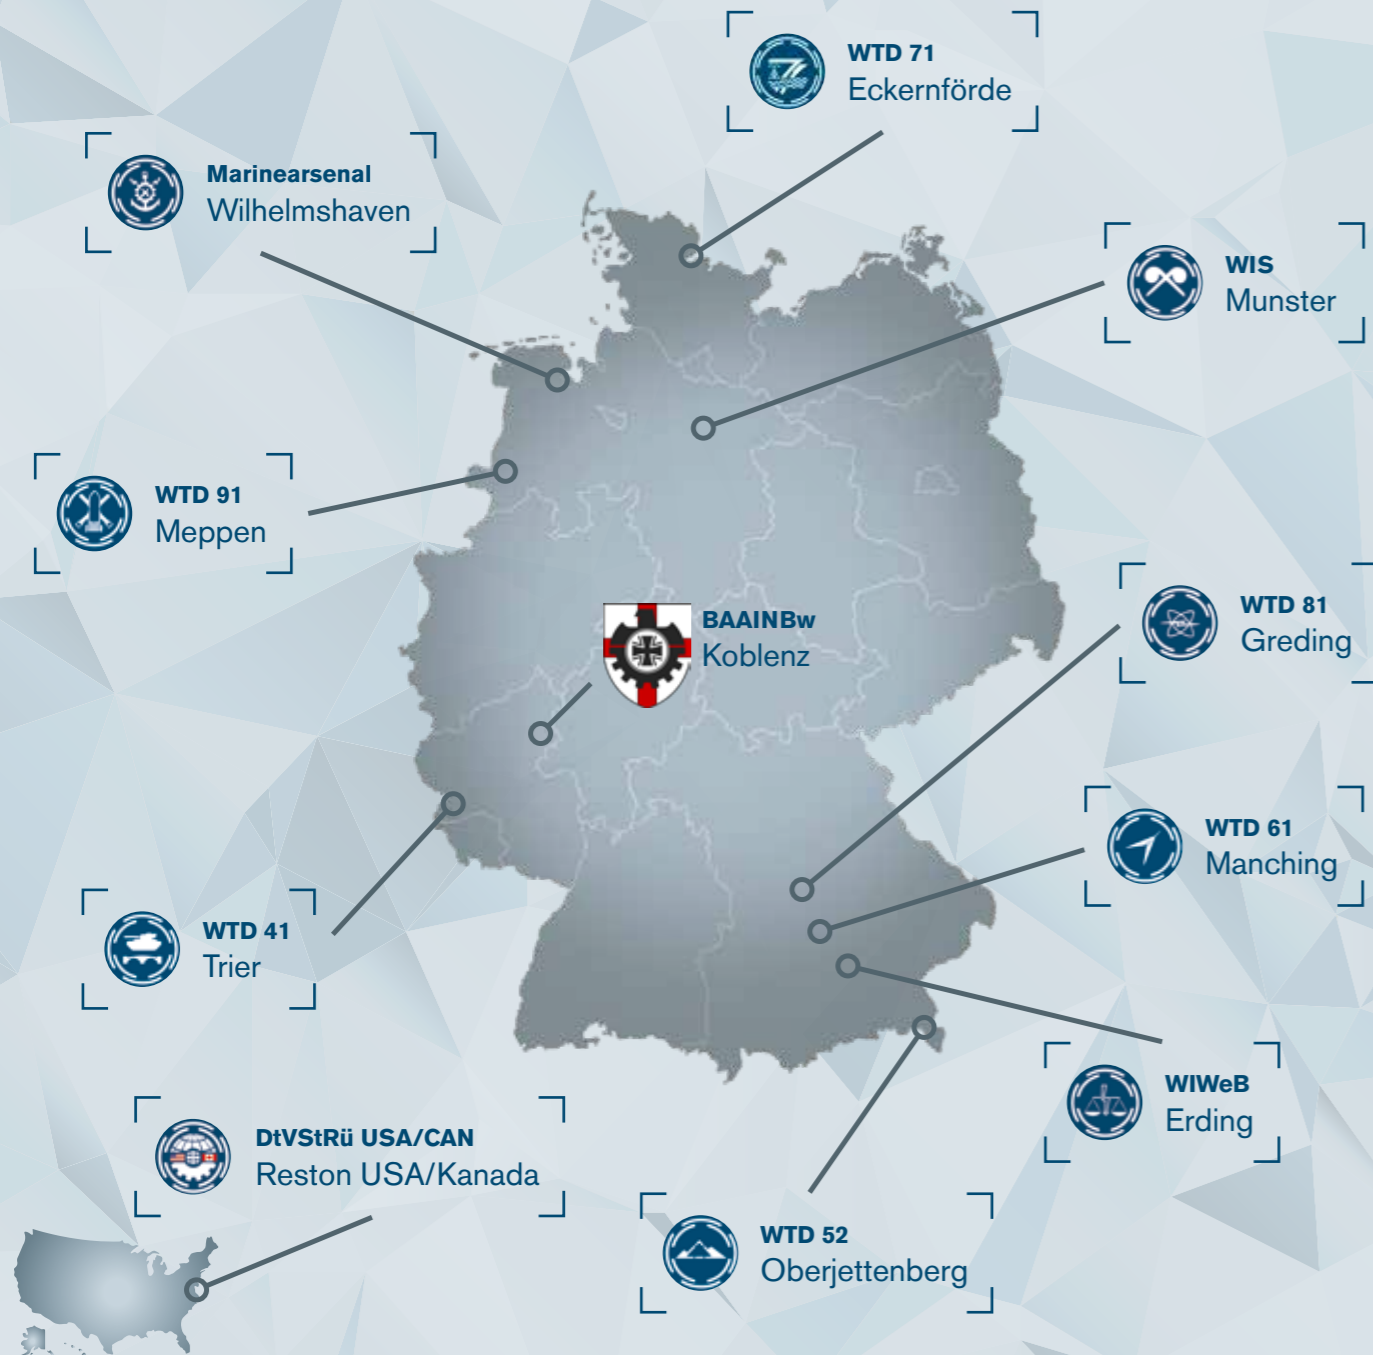 WTD 71
Eckernförde
Marinearsenal
Wilhelmshaven
WIS
Munster
WTD 91
Meppen
BAAINBw
Koblenz
WTD 81
Greding
WTD 61
Manching
WTD 41
Trier
WIWeB
Erding
DtVStRü USA/CAN
Reston USA/Kanada
WTD 52
Oberjettenberg